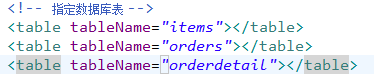 <!-- 指定数据库表 -->
<table tableName="items"></table>
<table tableName="orders"></table>
<table tableName="orderdetail"></table>